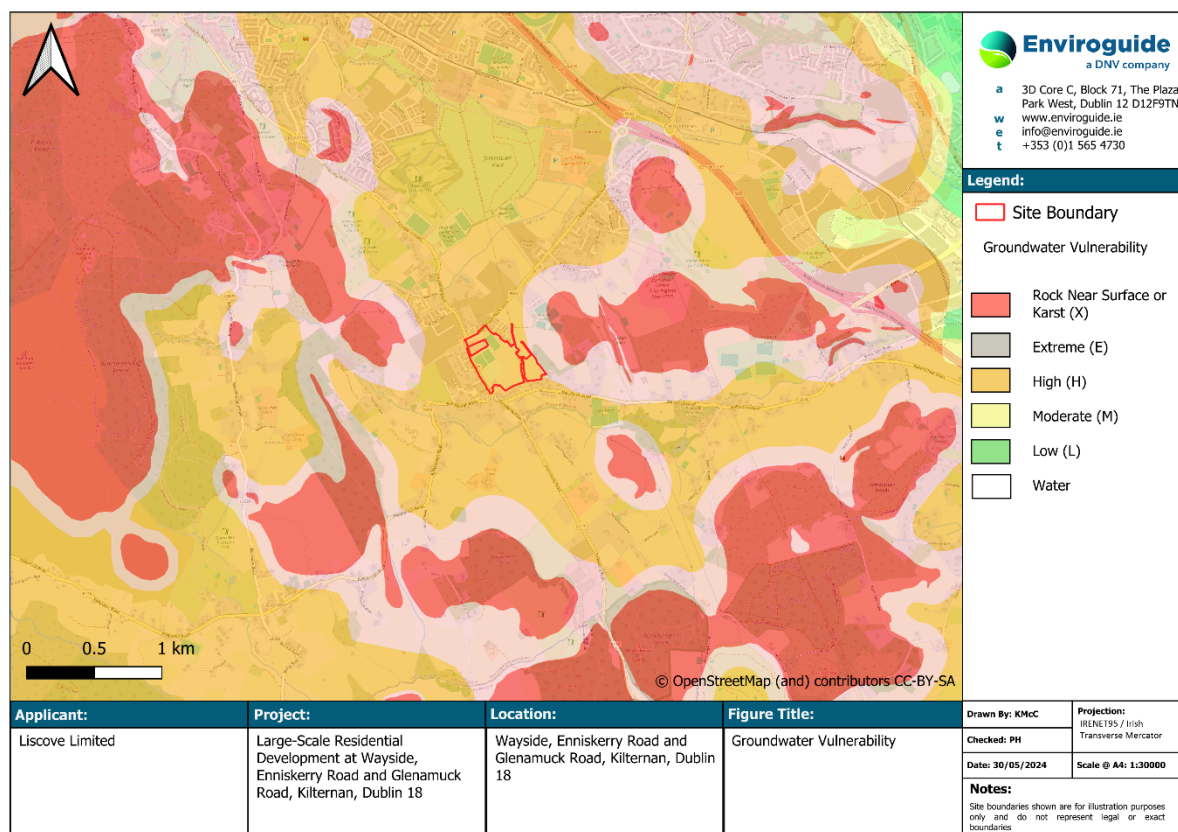 Enviroguide
a DNV company
a 3D Core C, Block 71, The Plaza
Park West, Dublin 12 D12F9TN
w www.enviroguide.ie
e info@enviroguide.ie
t +353 (0)1 565 4730
Legend:
Site Boundary
Groundwater Vulnerability
Rock Near Surface or
Karst (X)
Extreme (E)
High (H)
Moderate (M)
Low (L)
Water
0 0.5 1 km
© OpenStreetMap (and) contributors CC-BY-SA
Applicant:
Liscove Limited
Project:
Large-Scale Residential
Development at Wayside,
Enniskerry Road and Glenamuck
Road, Kilternan, Dublin 18
Location:
Wayside, Enniskerry Road and
Glenamuck Road, Kilternan, Dublin
18
Figure Title:
Groundwater Vulnerability
Drawn By: KMcC
Projection:
IRENET95 / Irish
Transverse Mercator
Checked: PH
Date: 30/05/2024
Scale @ A4: 1:30000
Notes:
Site boundaries shown are for illustration purposes
only and do not represent legal or exact
boundaries